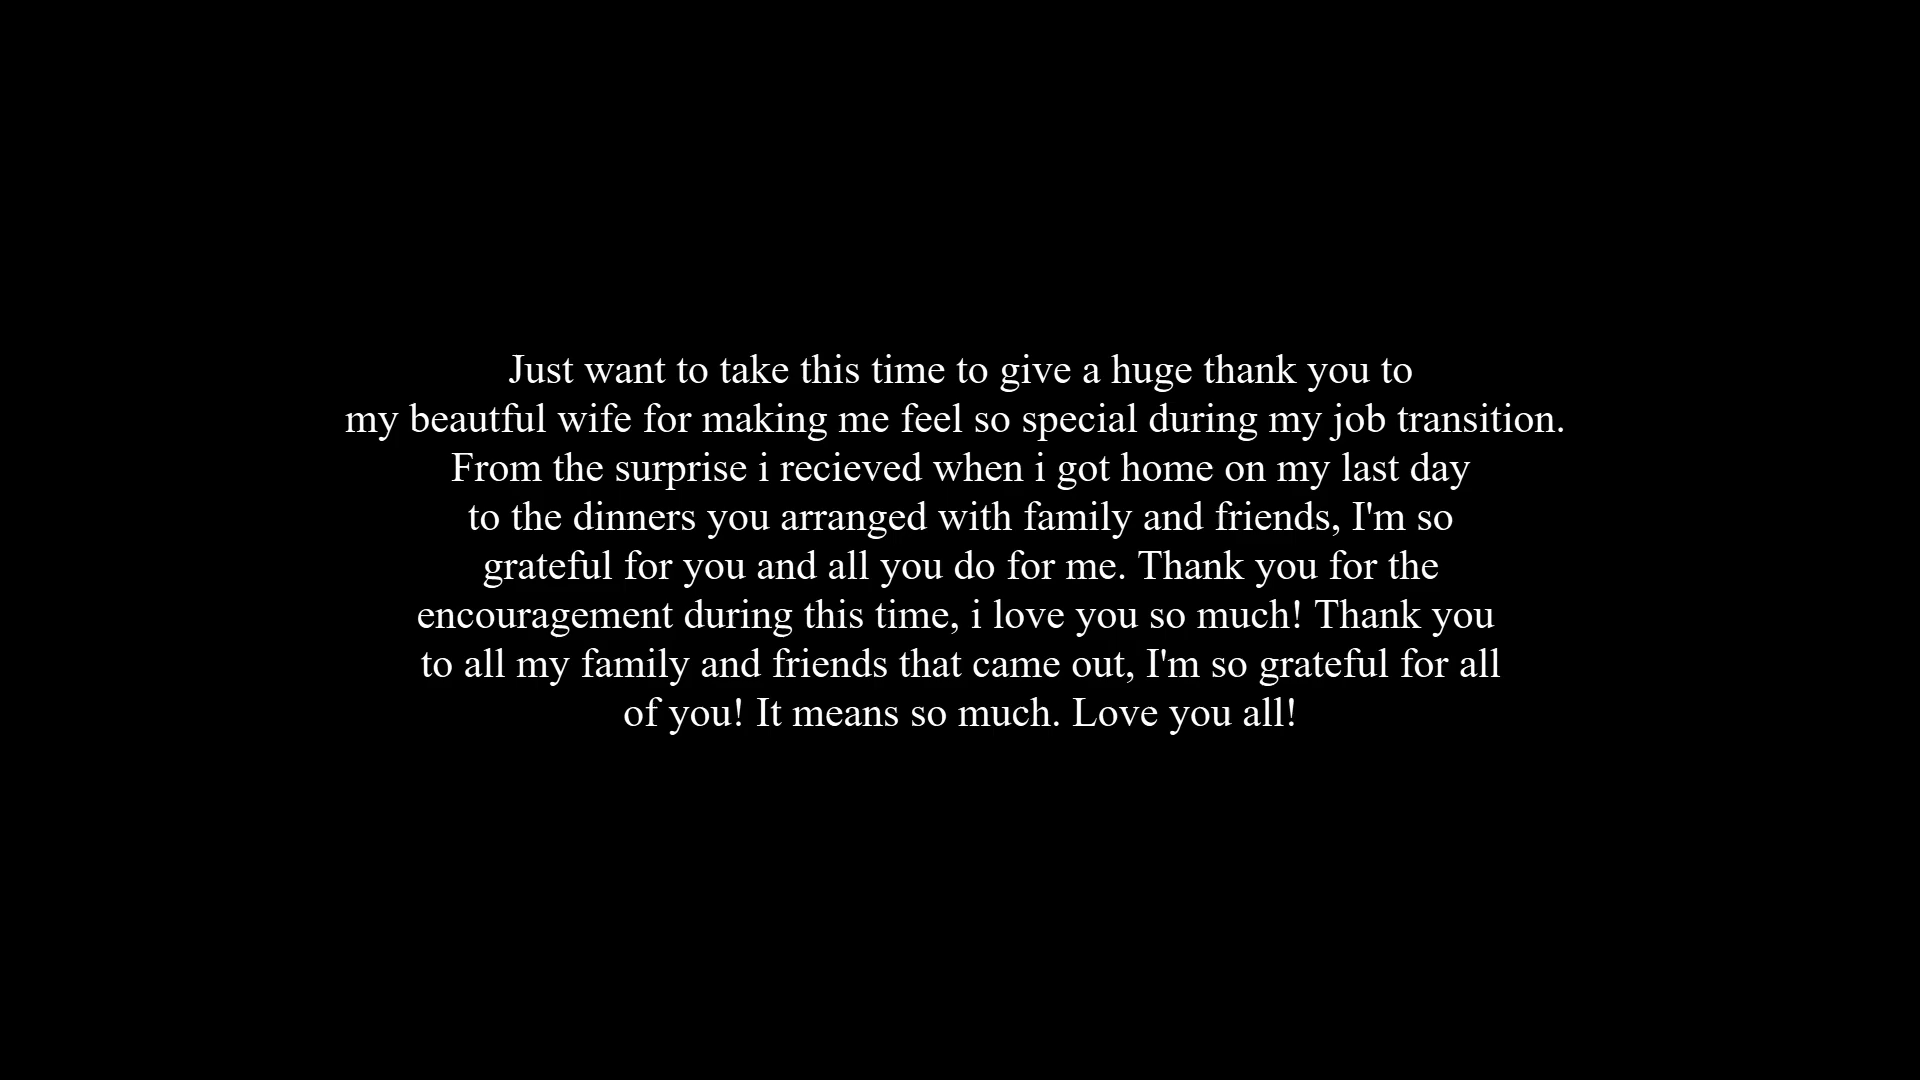 Just want to take this time to give a huge thank you to
my beautful wife for making me feel so special during my job transition.
From the surprise i recieved when i got home on my last day
to the dinners you arranged with family and friends, I'm so
grateful for you and all you do for me. Thank you for the
encouragement during this time, i love you so much! Thank you
to all my family and friends that came out, I'm so grateful for all
of you! It means so much. Love you all!